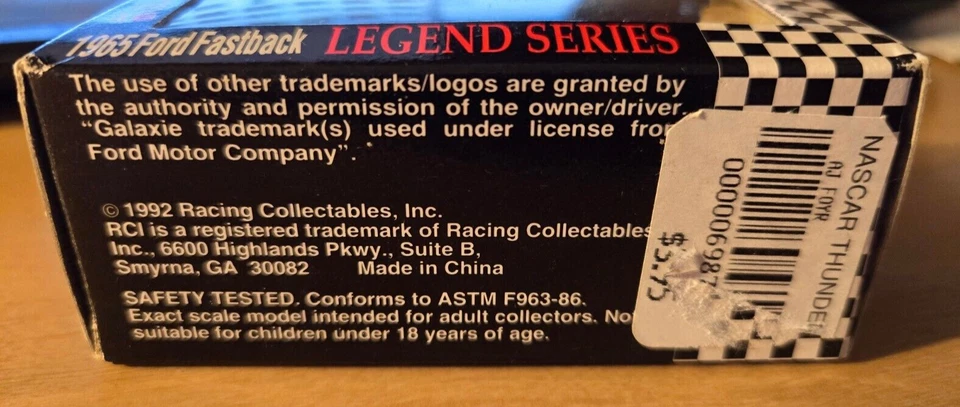 1965 Ford Fastback LEGEND SERIES
The use of other trademarks/logos are granted by
the authority and permission of the owner/driver.
“Galaxie trademark(s) used under license from
Ford Motor Company”.
© 1992 Racing Collectables, Inc.
RCI is a registered trademark of Racing Collectables
Inc., 6600 Highlands Pkwy., Suite B,
Smyrna, GA 30082 Made in China
SAFETY TESTED. Conforms to ASTM F963-86.
Exact scale model intended for adult collectors. Not
suitable for children under 18 years of age.
NASCAR THUNDER
AJ FOYR